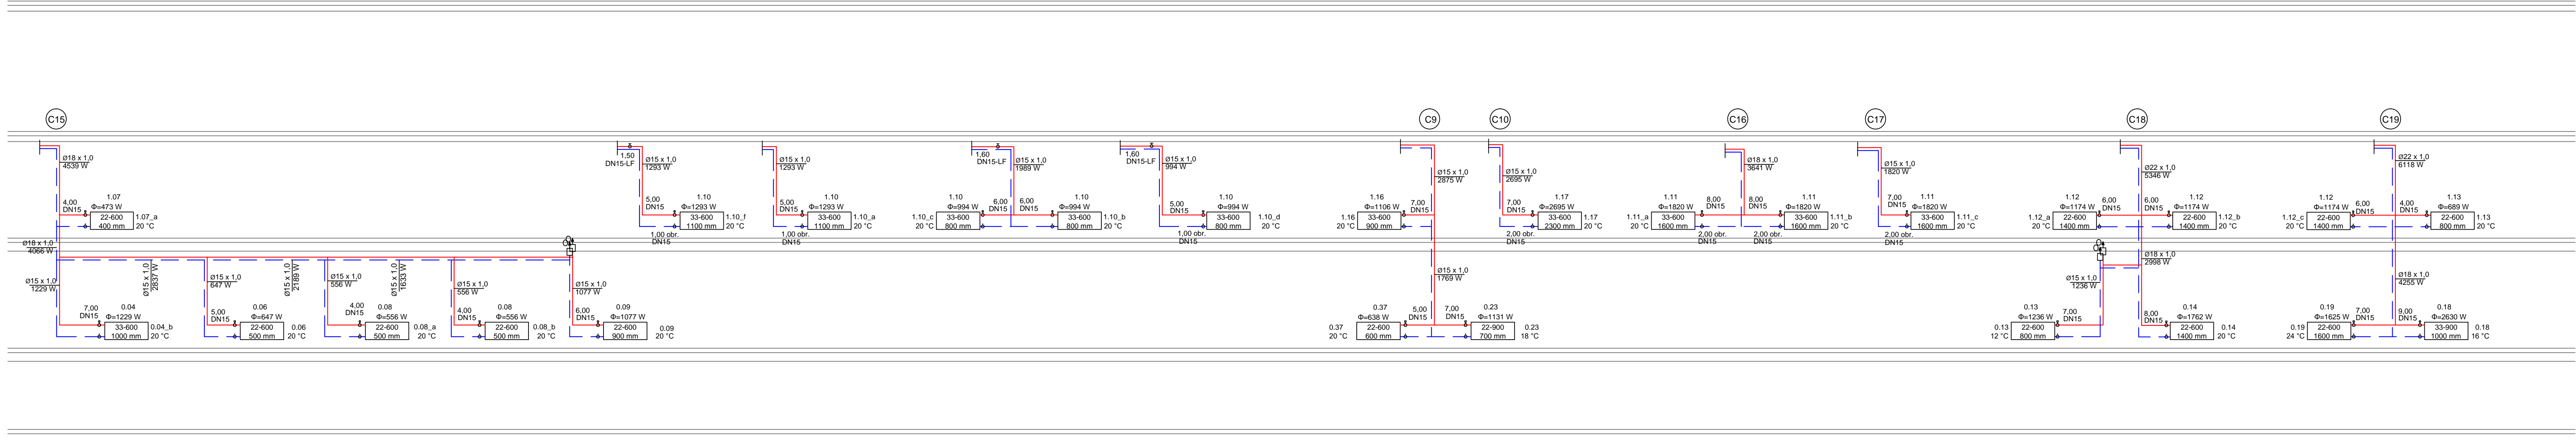 C15
C9
C10
C16
C17
C18
C19
Ø18 x 1,0
4539 W
4,00
DN15
1.07
Φ=473 W
22-600
400 mm
1.07_a
20 °C
Ø18 x 1,0
4066 W
Ø15 x 1,0
1229 W
7,00
DN15
0.04
Φ=1229 W
33-600
1000 mm
0.04_b
20 °C
Ø15 x 1,0
2837 W
Ø15 x 1,0
647 W
5,00
DN15
0.06
Φ=647 W
22-600
500 mm
0.06
20 °C
Ø15 x 1,0
2189 W
Ø15 x 1,0
556 W
4,00
DN15
0.08
Φ=556 W
22-600
500 mm
0.08_a
20 °C
Ø15 x 1,0
1633 W
Ø15 x 1,0
556 W
4,00
DN15
0.08
Φ=556 W
22-600
500 mm
0.08_b
20 °C
Ø15 x 1,0
1077 W
6,00
DN15
0.09
Φ=1077 W
22-600
900 mm
0.09
20 °C
1,50
DN15-LF
Ø15 x 1,0
1293 W
5,00
DN15
1.10
Φ=1293 W
33-600
1100 mm
1.10_f
20 °C
1,00 obr.
DN15
Ø15 x 1,0
1293 W
5,00
DN15
1.10
Φ=1293 W
33-600
1100 mm
1.10_a
20 °C
1,00 obr.
DN15
1,60
DN15-LF
Ø15 x 1,0
1989 W
1.10
Φ=994 W
33-600
800 mm
1.10_c
20 °C
6,00
DN15
6,00
DN15
1.10
Φ=994 W
33-600
800 mm
1.10_b
20 °C
1,60
DN15-LF
Ø15 x 1,0
994 W
5,00
DN15
1.10
Φ=994 W
33-600
800 mm
1.10_d
20 °C
1,00 obr.
DN15
Ø15 x 1,0
2875 W
1.16
Φ=1106 W
33-600
900 mm
1.16
20 °C
7,00
DN15
Ø15 x 1,0
1769 W
0.37
Φ=638 W
22-600
600 mm
0.37
20 °C
5,00
DN15
7,00
DN15
0.23
Φ=1131 W
22-900
700 mm
0.23
18 °C
Ø15 x 1,0
2695 W
7,00
DN15
1.17
Φ=2695 W
33-600
2300 mm
1.17
20 °C
2,00 obr.
DN15
Ø18 x 1,0
3641 W
1.11
Φ=1820 W
33-600
1600 mm
1.11_a
20 °C
8,00
DN15
8,00
DN15
1.11
Φ=1820 W
33-600
1600 mm
1.11_b
20 °C
2,00 obr.
DN15
2,00 obr.
DN15
Ø15 x 1,0
1820 W
7,00
DN15
1.11
Φ=1820 W
33-600
1600 mm
1.11_c
20 °C
2,00 obr.
DN15
Ø22 x 1,0
5346 W
1.12
Φ=1174 W
22-600
1400 mm
1.12_a
20 °C
6,00
DN15
6,00
DN15
1.12
Φ=1174 W
22-600
1400 mm
1.12_b
20 °C
Ø18 x 1,0
2998 W
Ø15 x 1,0
1236 W
0.13
Φ=1236 W
22-600
800 mm
0.13
12 °C
7,00
DN15
8,00
DN15
0.14
Φ=1762 W
22-600
1400 mm
0.14
20 °C
Ø22 x 1,0
6118 W
1.12
Φ=1174 W
22-600
1400 mm
1.12_c
20 °C
6,00
DN15
4,00
DN15
1.13
Φ=689 W
22-600
800 mm
1.13
20 °C
Ø18 x 1,0
4255 W
0.19
Φ=1625 W
22-600
1600 mm
0.19
24 °C
7,00
DN15
9,00
DN15
0.18
Φ=2630 W
33-900
1000 mm
0.18
16 °C